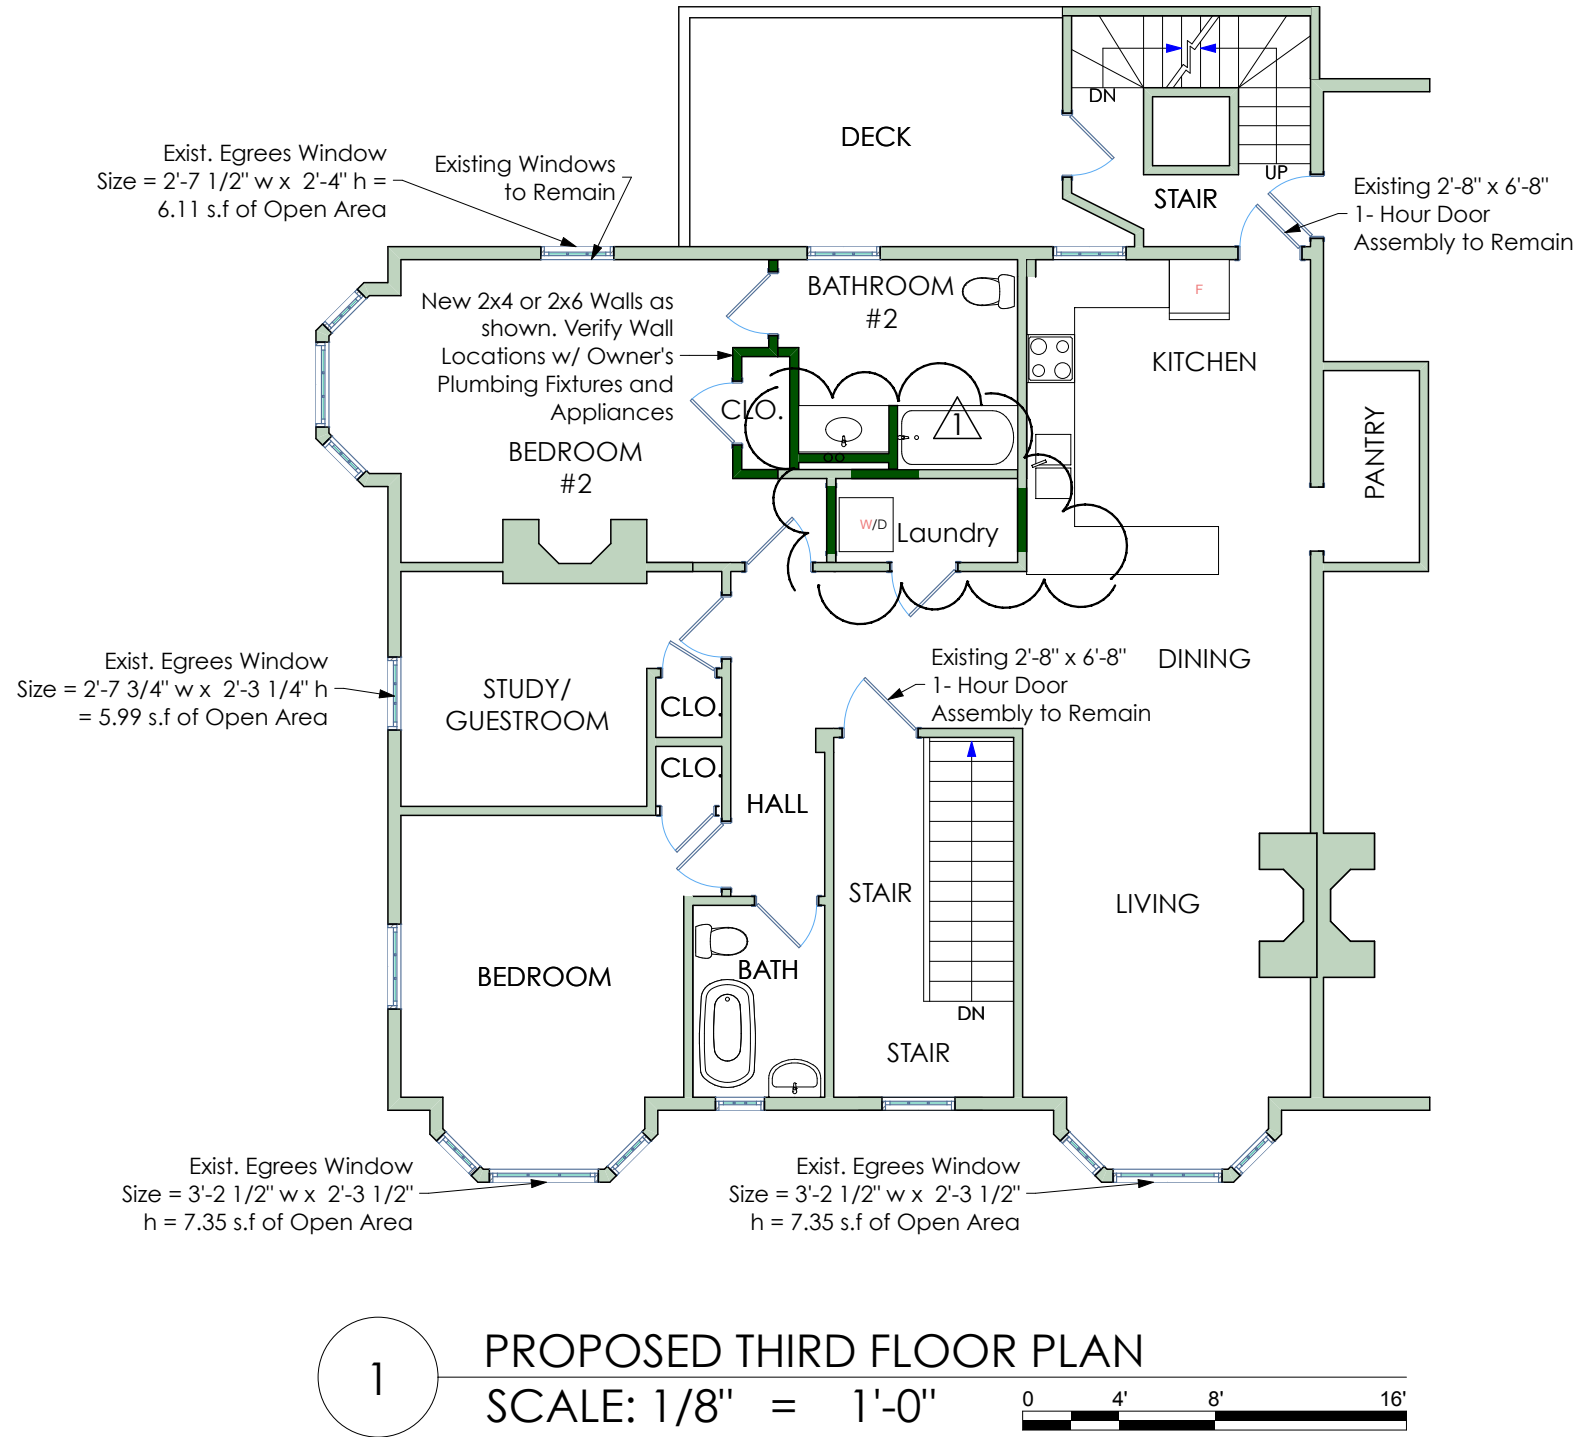 DN
DECK
Exist. Egrees Window
Size = 2'-7 1/2" w x 2'-4" h =
6.11 s.f of Open Area
Existing Windows
to Remain
UP
STAIR
Existing 2'-8" x 6'-8"
1- Hour Door
Assembly to Remain
New 2x4 or 2x6 Walls as
shown. Verify Wall
Locations w/ Owner's
Plumbing Fixtures and
Appliances
BATHROOM
#2
F
KITCHEN
CLO.
1
PANTRY
BEDROOM
#2
W/D
Laundry
Exist. Egrees Window
Size = 2'-7 3/4" w x 2'-3 1/4" h
= 5.99 s.f of Open Area
STUDY/
GUESTROOM
CLO.
CLO.
Existing 2'-8" x 6'-8"
1- Hour Door
Assembly to Remain
DINING
HALL
STAIR
LIVING
BEDROOM
BATH
DN
STAIR
Exist. Egrees Window
Size = 3'-2 1/2" w x 2'-3 1/2"
h = 7.35 s.f of Open Area
Exist. Egrees Window
Size = 3'-2 1/2" w x 2'-3 1/2"
h = 7.35 s.f of Open Area
1
PROPOSED THIRD FLOOR PLAN
SCALE: 1/8" = 1'-0"
0 4' 8' 16'